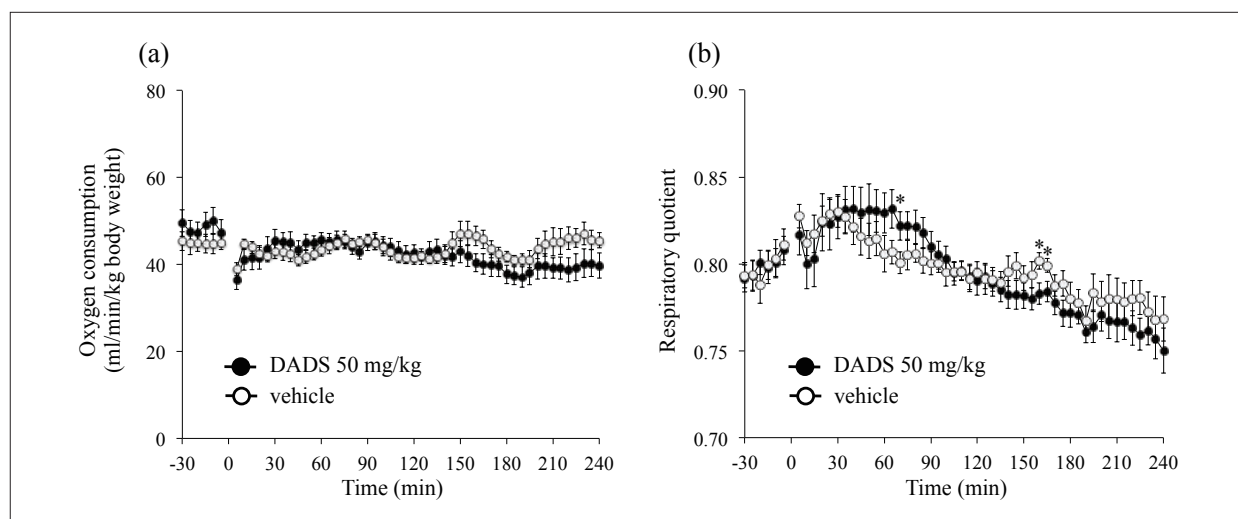 (a)
80
60
40
20
0
Oxygen consumption
(ml/min/kg body weight)
DADS 50 mg/kg
vehicle
-30 0 30 60 90 120 150 180 210 240
Time (min)
(b)
0.90
0.85
0.80
0.75
0.70
Respiratory quotient
*
*
*
DADS 50 mg/kg
vehicle
-30 0 30 60 90 120 150 180 210 240
Time (min)